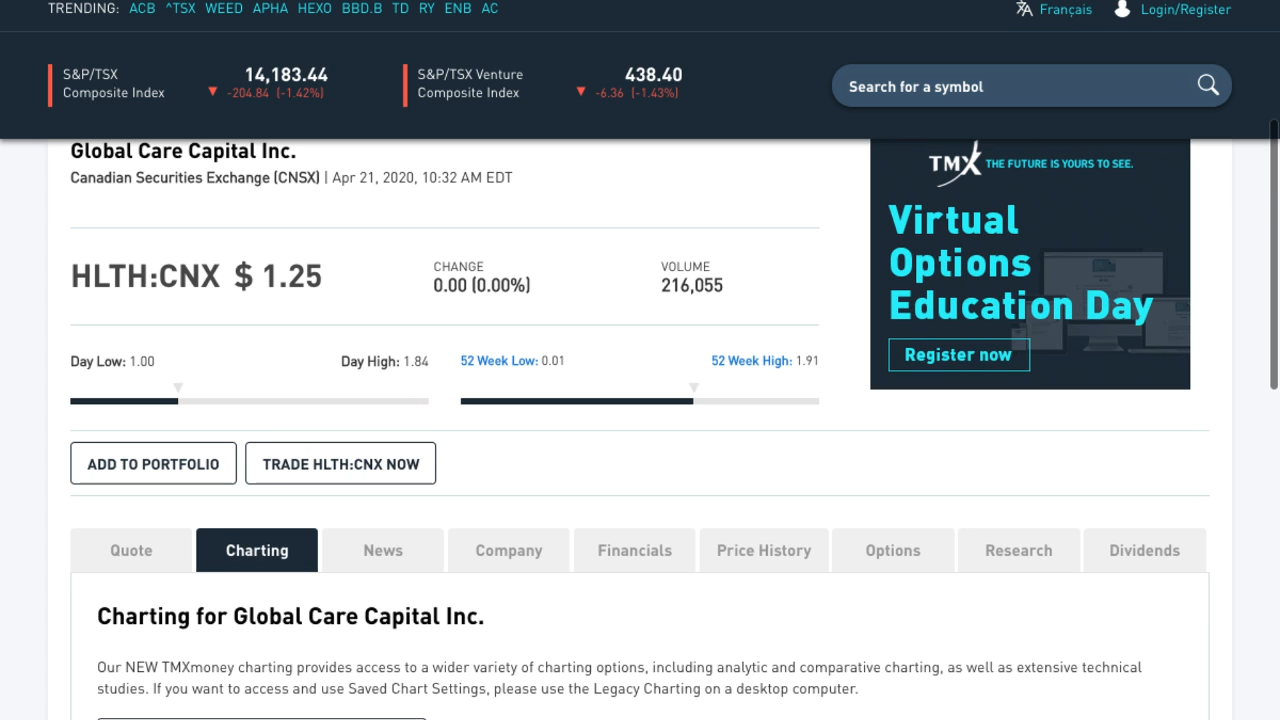 TRENDING: ACB ^TSX WEED APHA HEXO BBD.B TD RY ENB AC
Français Login/Register
S&P/TSX Composite Index 14,183.44 -204.84 (-1.42%)
S&P/TSX Venture Composite Index 438.40 -6.36 (-1.43%)
Search for a symbol
Global Care Capital Inc.
Canadian Securities Exchange (CNSX) | Apr 21, 2020, 10:32 AM EDT
HLTH:CNX $ 1.25
CHANGE
0.00 (0.00%)
VOLUME
216,055
Day Low: 1.00
Day High: 1.84
52 Week Low: 0.01
52 Week High: 1.91
TMX THE FUTURE IS YOURS TO SEE.
Virtual
Options
Education Day
Register now
ADD TO PORTFOLIO
TRADE HLTH:CNX NOW
Quote Charting News Company Financials Price History Options Research Dividends
Charting for Global Care Capital Inc.
Our NEW TMXmoney charting provides access to a wider variety of charting options, including analytic and comparative charting, as well as extensive technical
studies. If you want to access and use Saved Chart Settings, please use the Legacy Charting on a desktop computer.